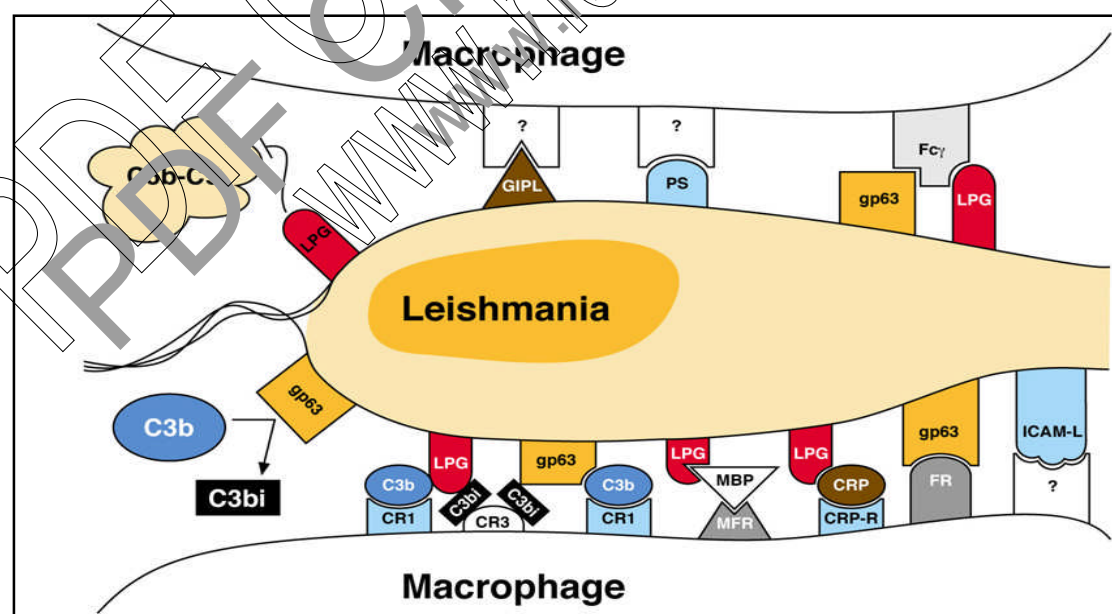 Macrophage
?
?
Fcγ
GIPL
PS
gp63
LPG
LPG
Leishmania
gp63
C3b
C3bi
LPG
gp63
LPG
LPG
gp63
ICAM-L
C3b
C3bi
C3bi
C3b
MBP
CRP
FR
?
CR1
CR3
CR1
MFR
CRP-R
Macrophage
PDF